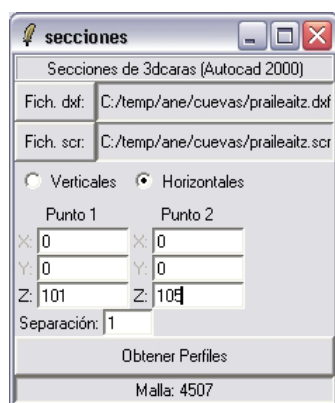 secciones
Secciones de 3dcaras (Autocad 2000)
Fich. dxf: C:/temp/ane/cuevas/praileaitz.dxf
Fich. scr: C:/temp/ane/cuevas/praileaitz.scr
Verticales Horizontales
Punto 1 Punto 2
X: 0 X: 0
Y: 0 Y: 0
Z: 101 Z: 105
Separación: 1
Obtener Perfiles
Malla: 4507